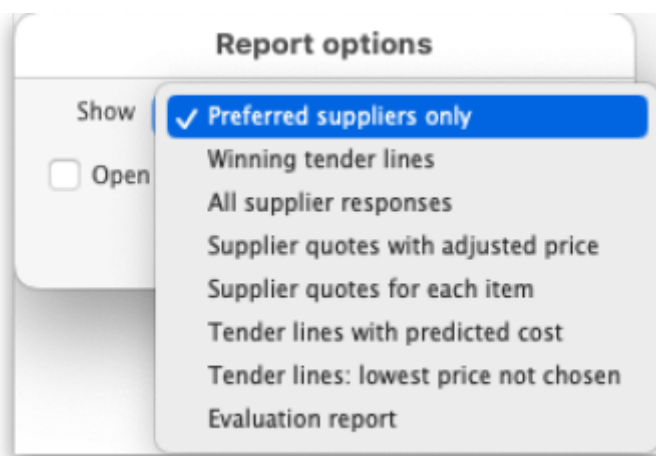 Report options
Show
✓ Preferred suppliers only
Winning tender lines
Open
All supplier responses
Supplier quotes with adjusted price
Supplier quotes for each item
Tender lines with predicted cost
Tender lines: lowest price not chosen
Evaluation report